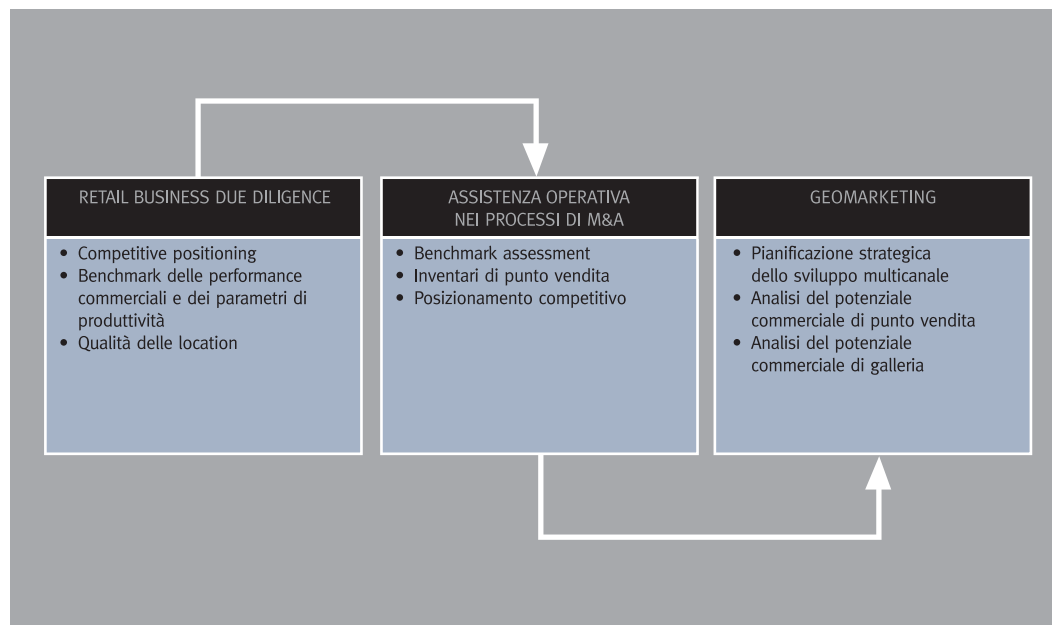 RETAIL BUSINESS DUE DILIGENCE
• Competitive positioning
• Benchmark delle performance
commerciali e dei parametri di
produttività
• Qualità delle location
ASSISTENZA OPERATIVA
NEI PROCESSI DI M&A
• Benchmark assessment
• Inventari di punto vendita
• Posizionamento competitivo
GEOMARKETING
• Pianificazione strategica
dello sviluppo multicanale
• Analisi del potenziale
commerciale di punto vendita
• Analisi del potenziale
commerciale di galleria